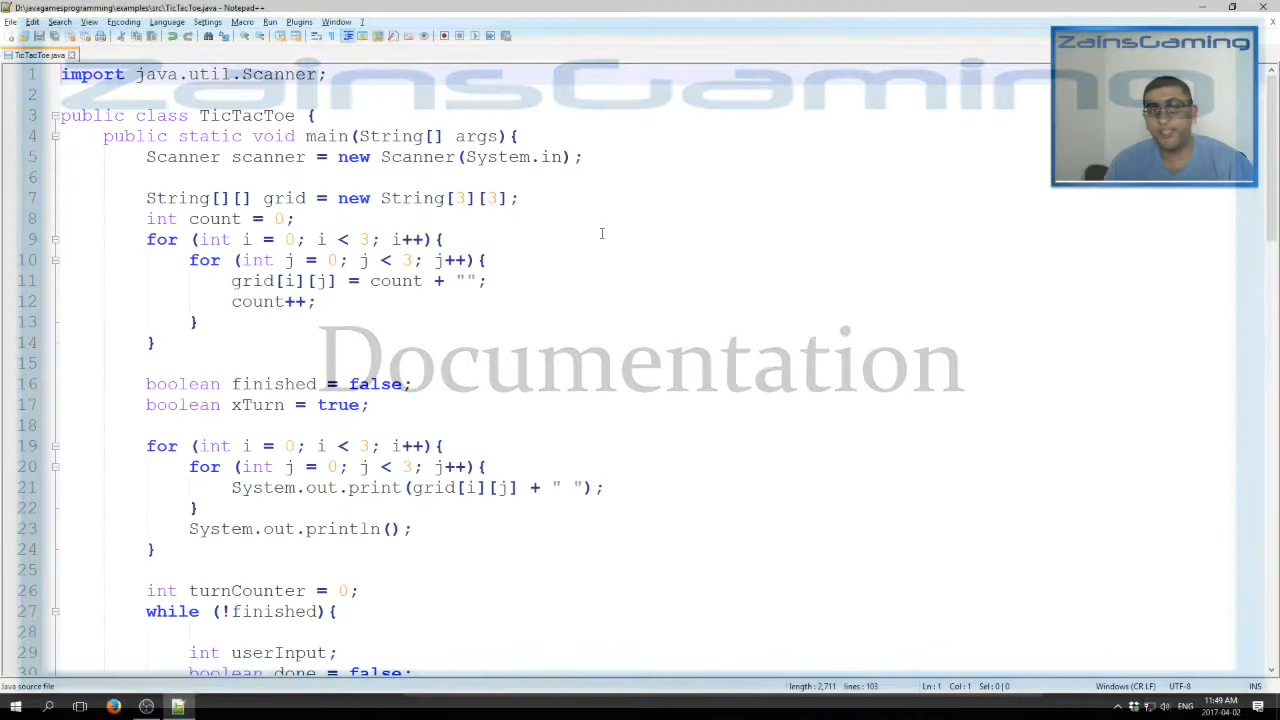 D:\javagamesprogramming\examples\src\TicTacToe.java - Notepad++
File Edit Search View Encoding Language Settings Macro Run Plugins Window ?
TicTacToe.java
ZainsGaming
ZainsGaming
1 import java.util.Scanner;
2
3 public class TicTacToe {
4 public static void main(String[] args){
5 Scanner scanner = new Scanner(System.in);
6
7 String[][] grid = new String[3][3];
8 int count = 0;
9 for (int i = 0; i < 3; i++){
10 for (int j = 0; j < 3; j++){
11 grid[i][j] = count + "";
12 count++;
13 }
14 }
15
Documentation
16 boolean finished = false;
17 boolean xTurn = true;
18
19 for (int i = 0; i < 3; i++){
20 for (int j = 0; j < 3; j++){
21 System.out.print(grid[i][j] + " ");
22 }
23 System.out.println();
24 }
25
26 int turnCounter = 0;
27 while (!finished){
28
29 int userInput;
30 boolean done = false;
Java source file length : 2,711 lines : 103 Ln : 1 Col : 1 Sel : 0 | 0 Windows (CR LF) UTF-8 INS
ENG 11:49 AM
2017-04-02